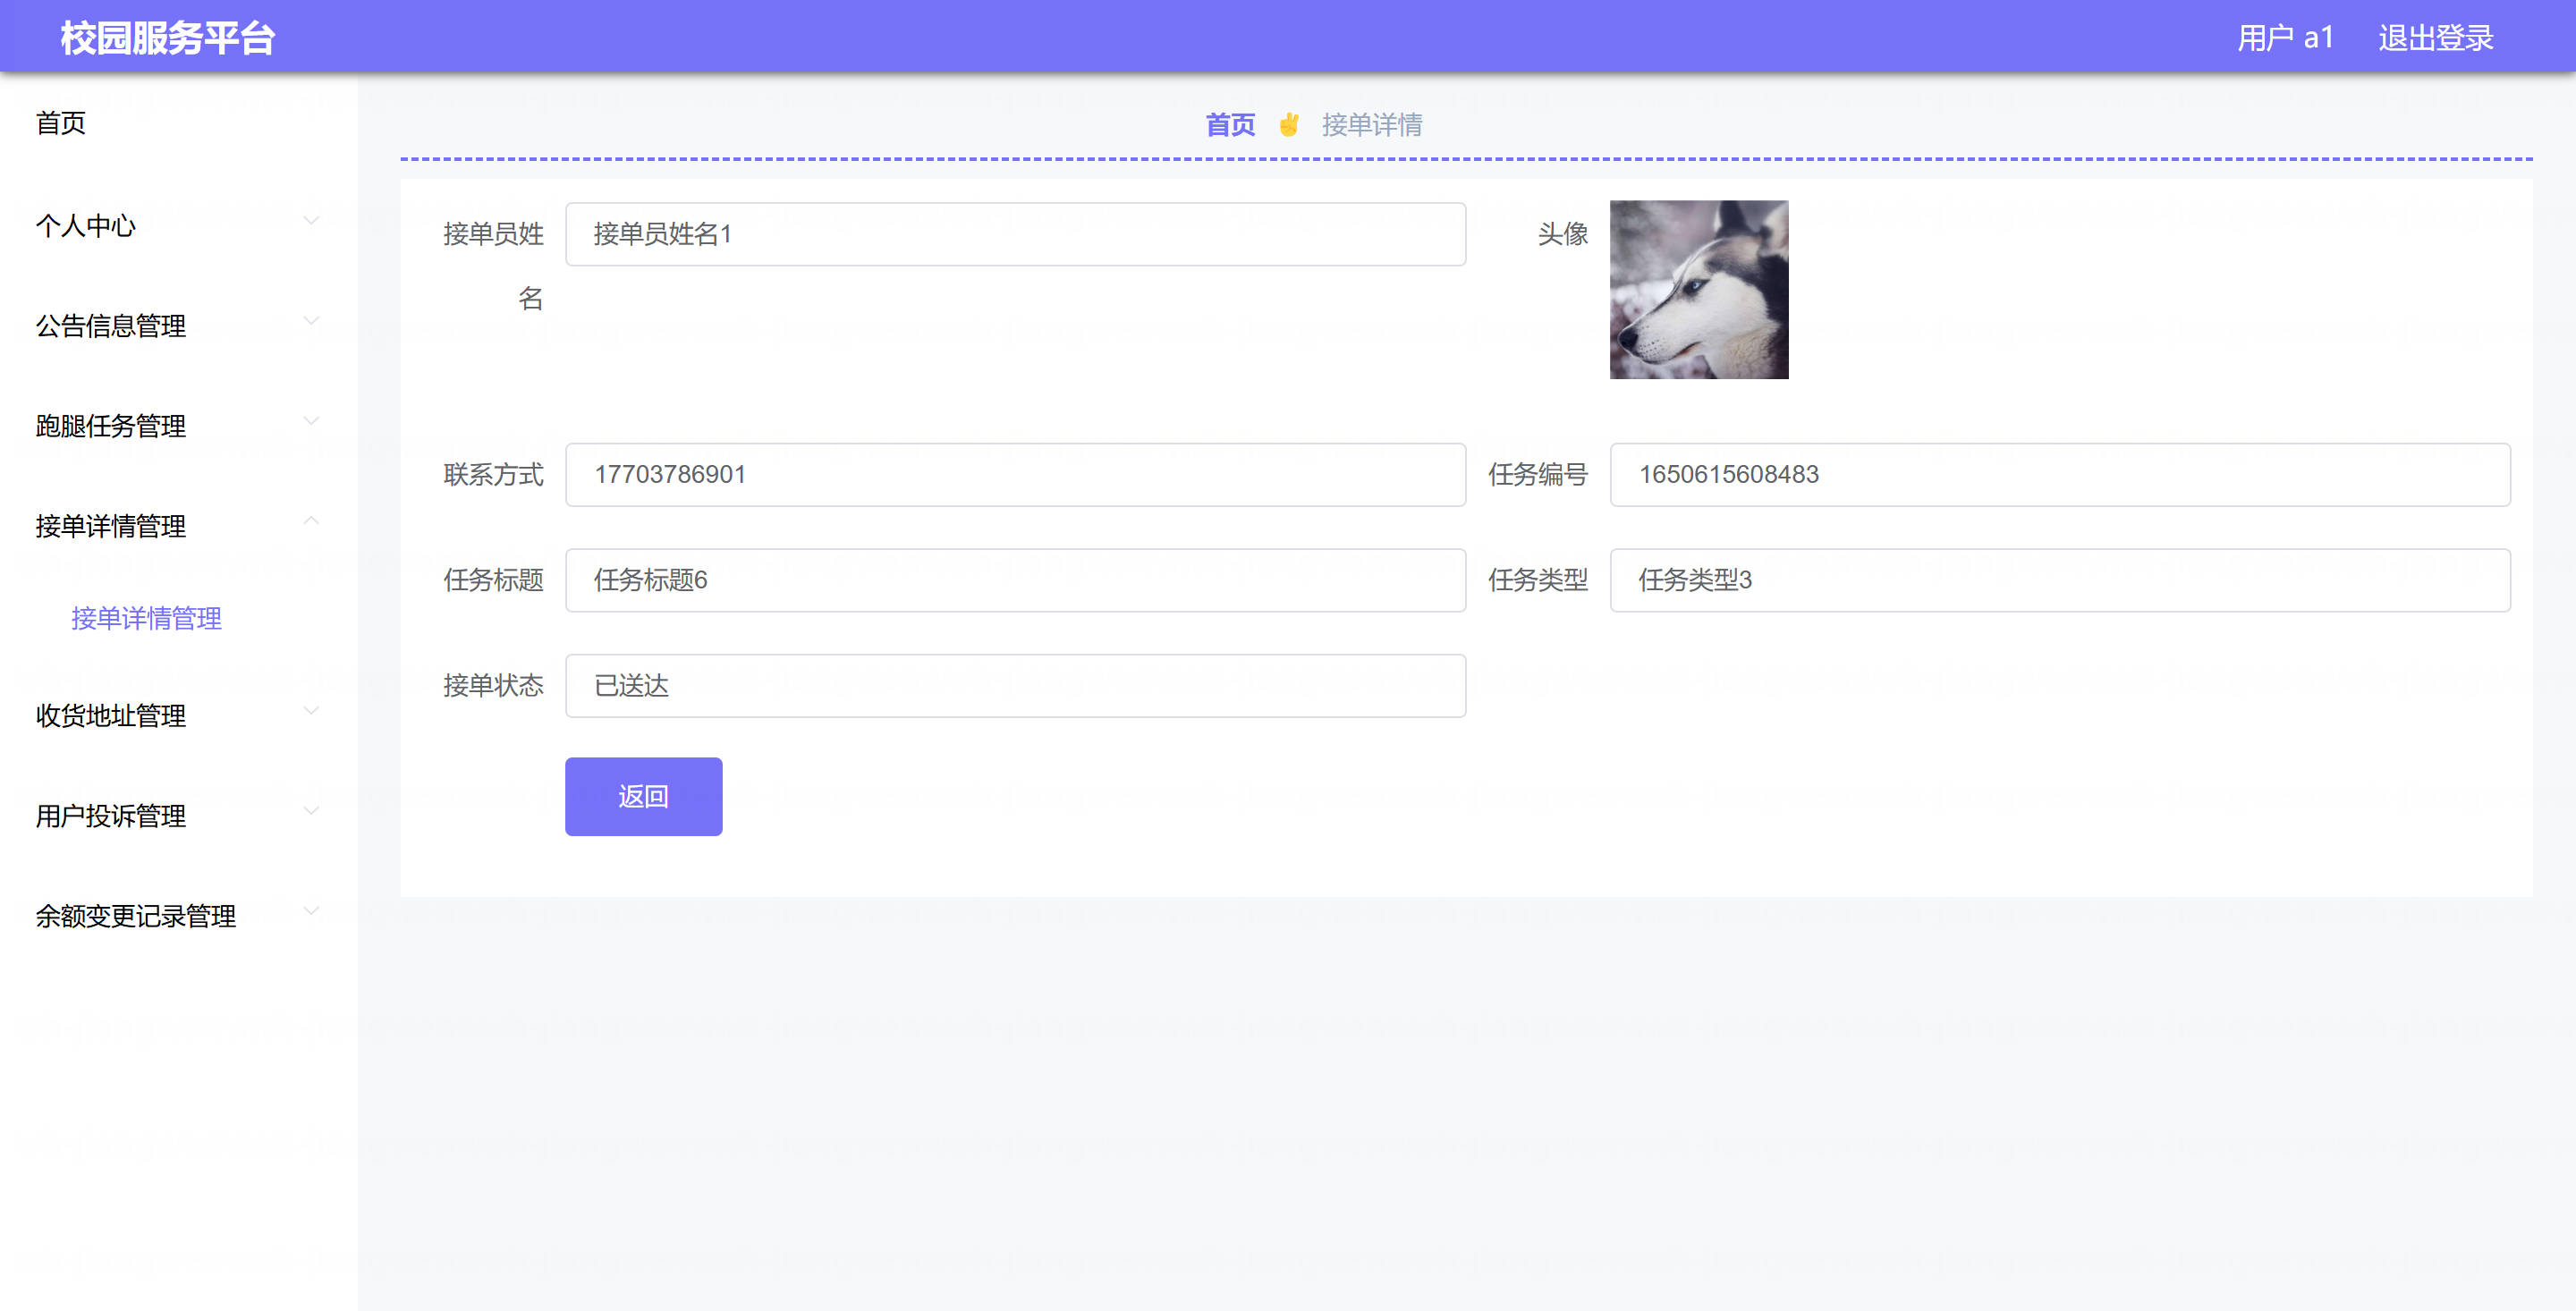 校园服务平台
用户 a1
退出登录
首页
个人中心
公告信息管理
跑腿任务管理
接单详情管理
接单详情管理
收货地址管理
用户投诉管理
余额变更记录管理
首页 ✌ 接单详情
接单员姓名
接单员姓名1
头像
联系方式
17703786901
任务编号
1650615608483
任务标题
任务标题6
任务类型
任务类型3
接单状态
已送达
返回